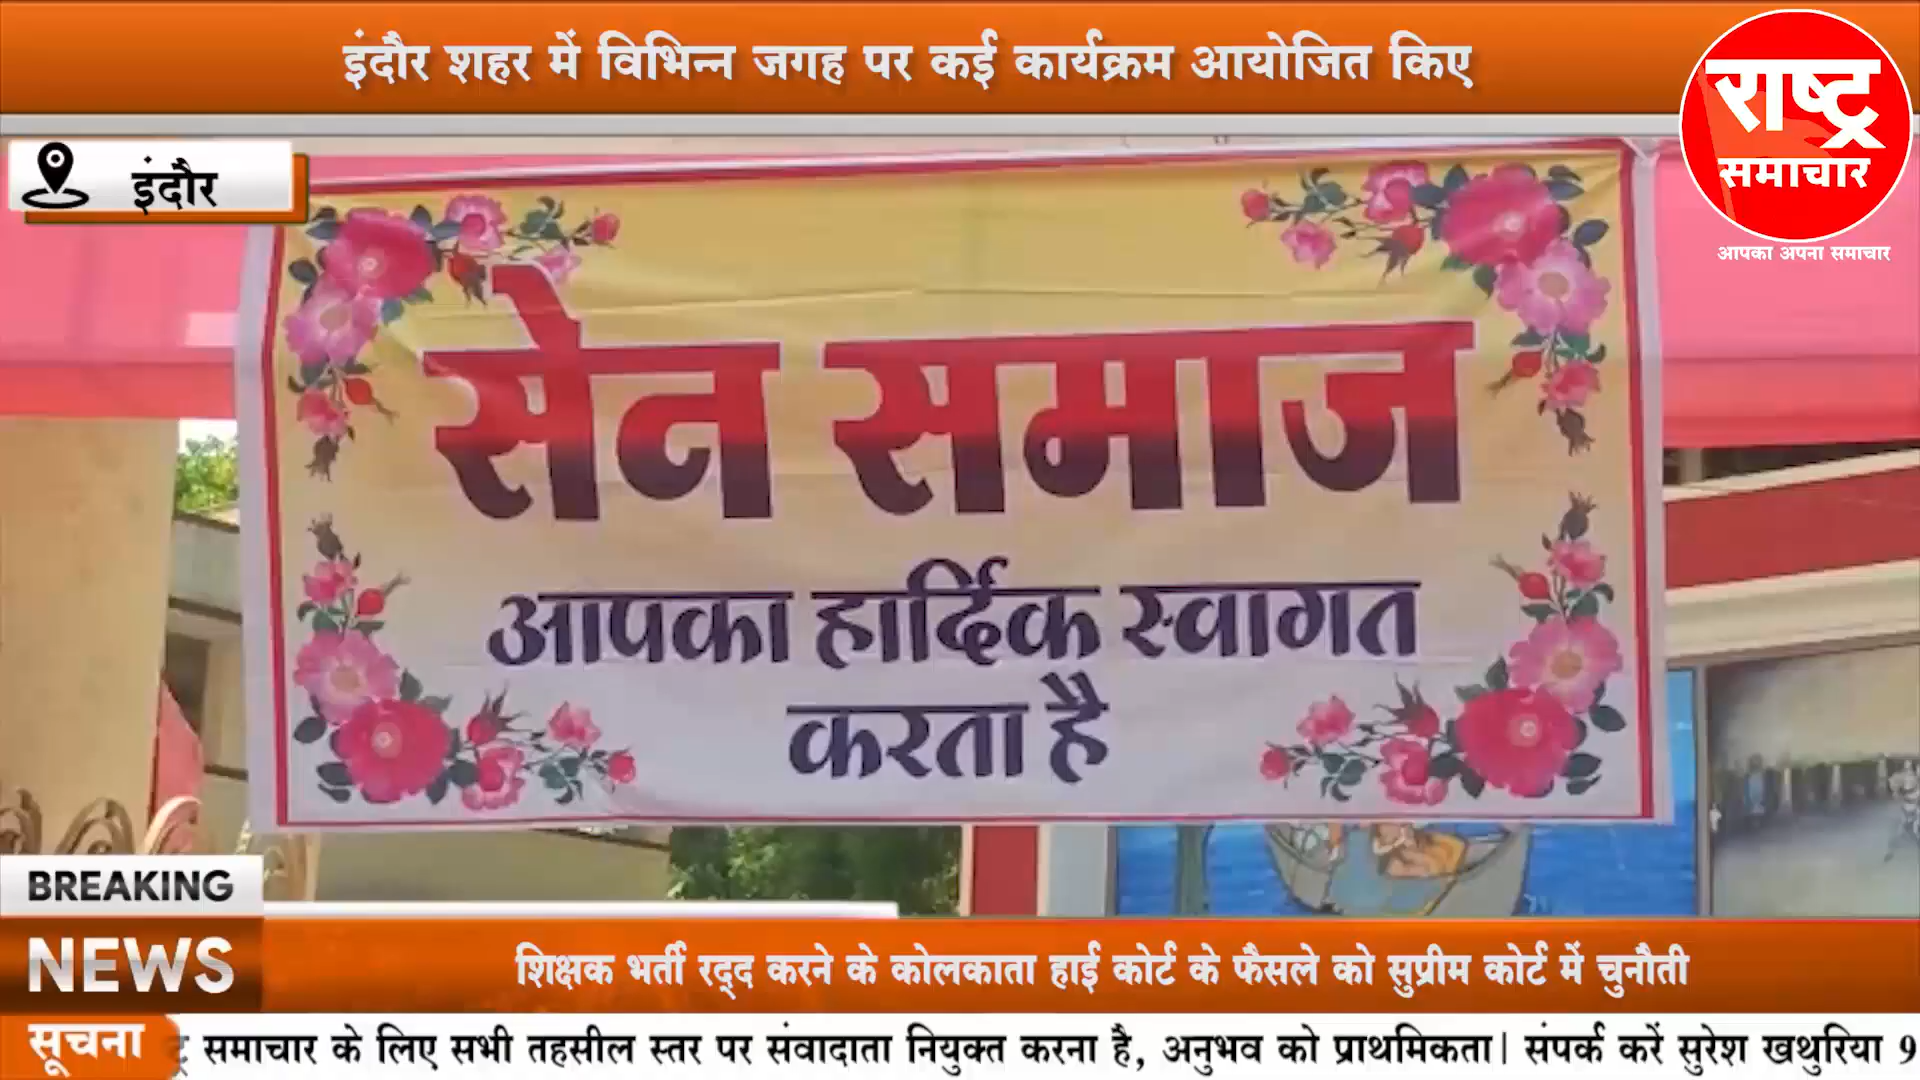 इंदौर शहर में विभिन्न जगह पर कई कार्यक्रम आयोजित किए
राष्ट्र
समाचार
आपका अपना समाचार
इंदौर
सेन समाज
आपका हार्दिक स्वागत
करता है
BREAKING
NEWS
शिक्षक भर्ती रद्द करने के कोलकाता हाई कोर्ट के फैसले को सुप्रीम कोर्ट में चुनौती
सूचना
समाचार के लिए सभी तहसील स्तर पर संवादाता नियुक्त करना है, अनुभव को प्राथमिकता| संपर्क करें सुरेश खथुरिया 9